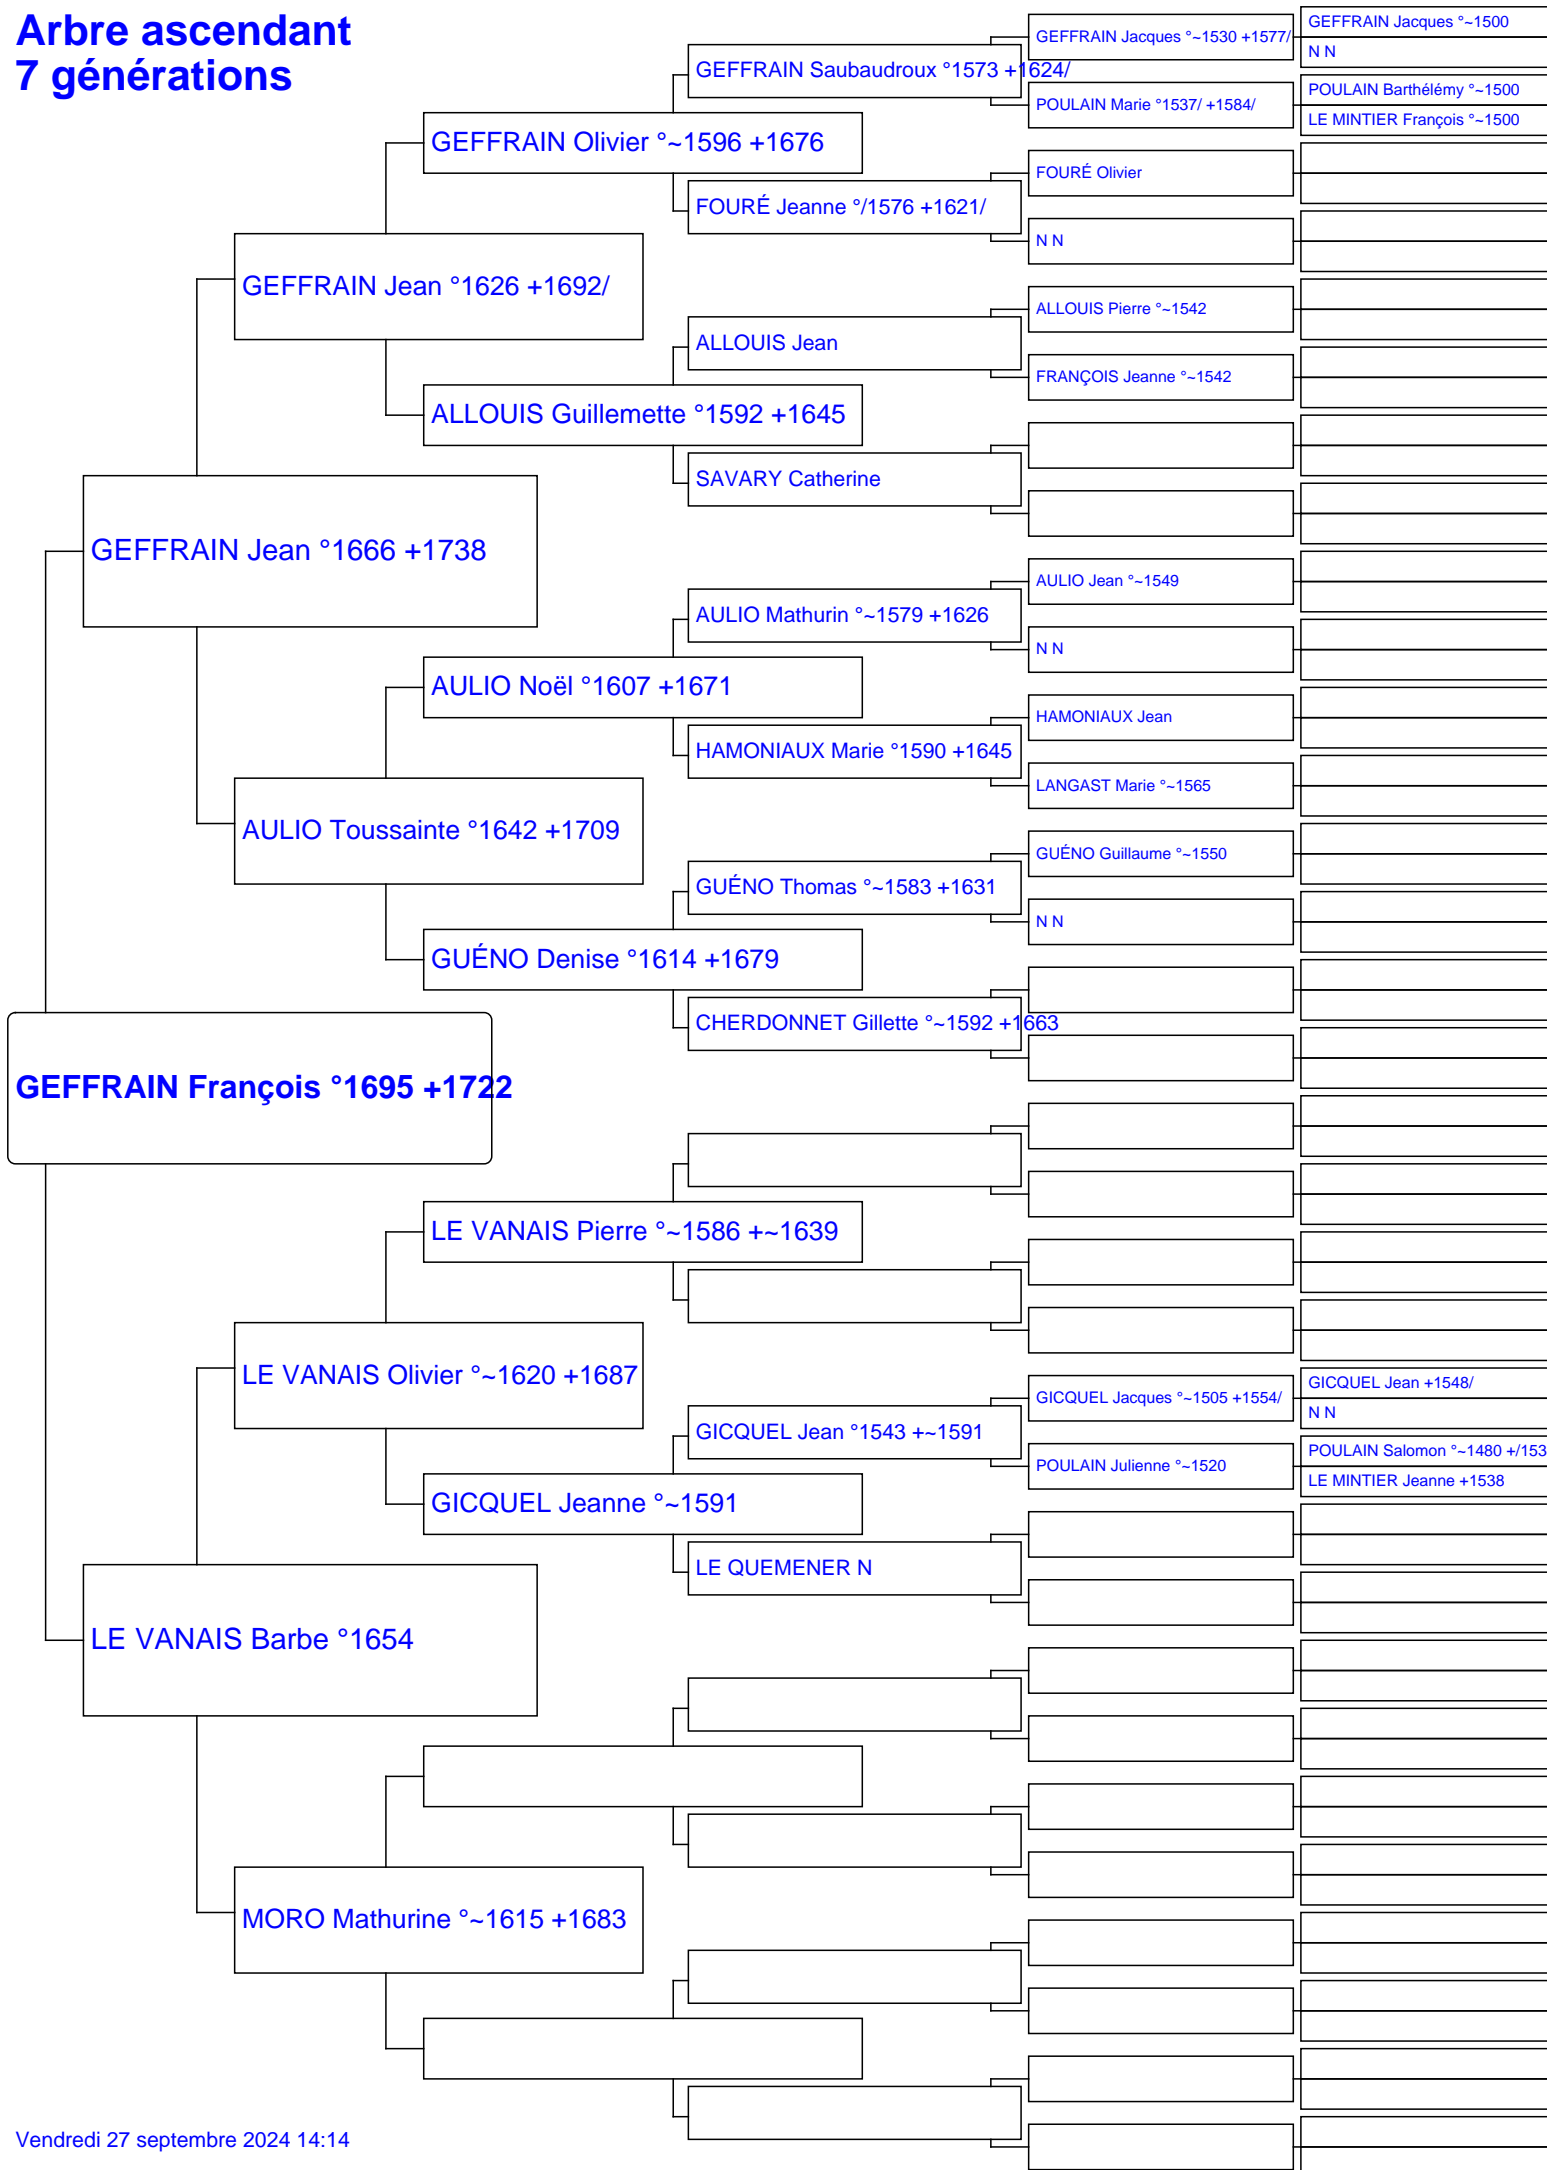 Arbre ascendant
7 générations
GEFFRAIN François °1695 +1722
GEFFRAIN Jean °1666 +1738
LE VANAIS Barbe °1654
GEFFRAIN Jean °1626 +1692/
AULIO Toussainte °1642 +1709
LE VANAIS Olivier °~1620 +1687
MORO Mathurine °~1615 +1683
GEFFRAIN Olivier °~1596 +1676
ALLOUIS Guillemette °1592 +1645
AULIO Noël °1607 +1671
GUÉNO Denise °1614 +1679
LE VANAIS Pierre °~1586 +~1639
GICQUEL Jeanne °~1591
GEFFRAIN Saubaudroux °1573 +1624/
FOURÉ Jeanne °/1576 +1621/
ALLOUIS Jean
SAVARY Catherine
AULIO Mathurin °~1579 +1626
HAMONIAUX Marie °1590 +1645
GUÉNO Thomas °~1583 +1631
CHERDONNET Gillette °~1592 +1663
GICQUEL Jean °1543 +~1591
LE QUEMENER N
GEFFRAIN Jacques °~1530 +1577/
POULAIN Marie °1537/ +1584/
FOURÉ Olivier
N N
ALLOUIS Pierre °~1542
FRANÇOIS Jeanne °~1542
AULIO Jean °~1549
N N
HAMONIAUX Jean
LANGAST Marie °~1565
GUÉNO Guillaume °~1550
N N
GICQUEL Jacques °~1505 +1554/
POULAIN Julienne °~1520
GEFFRAIN Jacques °~1500
N N
POULAIN Barthélémy °~1500
LE MINTIER François °~1500
GICQUEL Jean +1548/
N N
POULAIN Salomon °~1480 +/153
LE MINTIER Jeanne +1538
Vendredi 27 septembre 2024 14:14